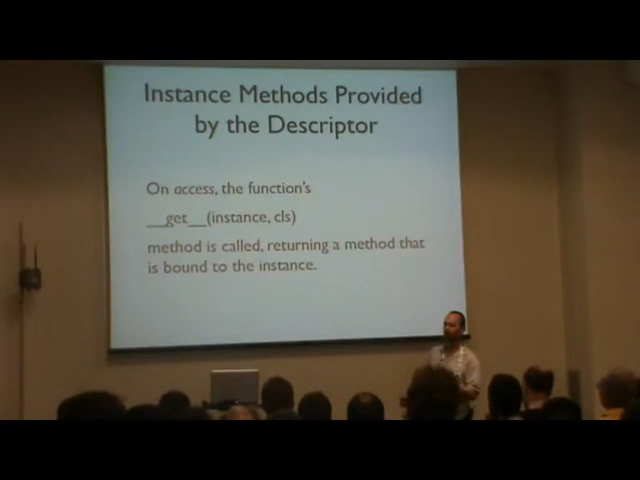 Instance Methods Provided
by the Descriptor
On access, the function's
__get__(instance, cls)
method is called, returning a method that
is bound to the instance.